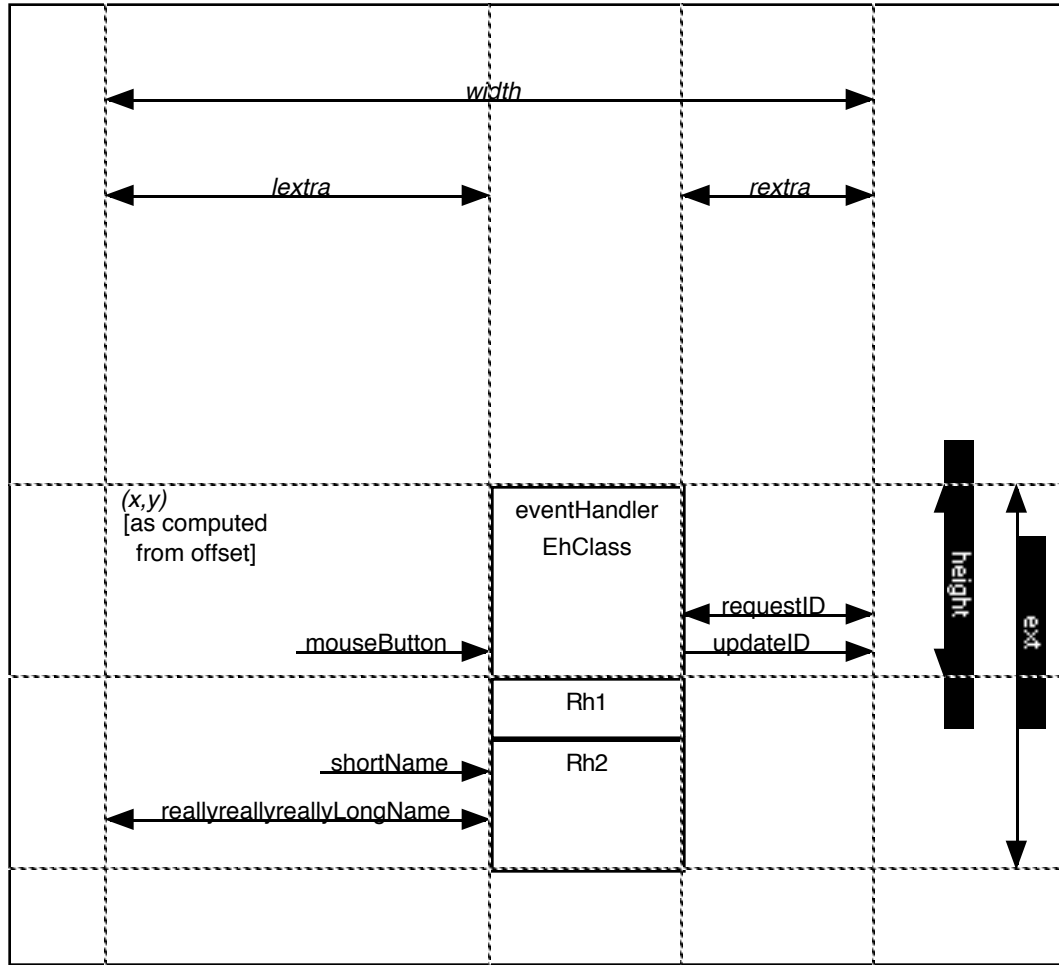 width
lextra
rextra
(x,y)
[as computed
from offset]
eventHandler
EhClass
height
ext
requestID
mouseButton
updateID
Rh1
shortName
Rh2
reallyreallyreallyLongName